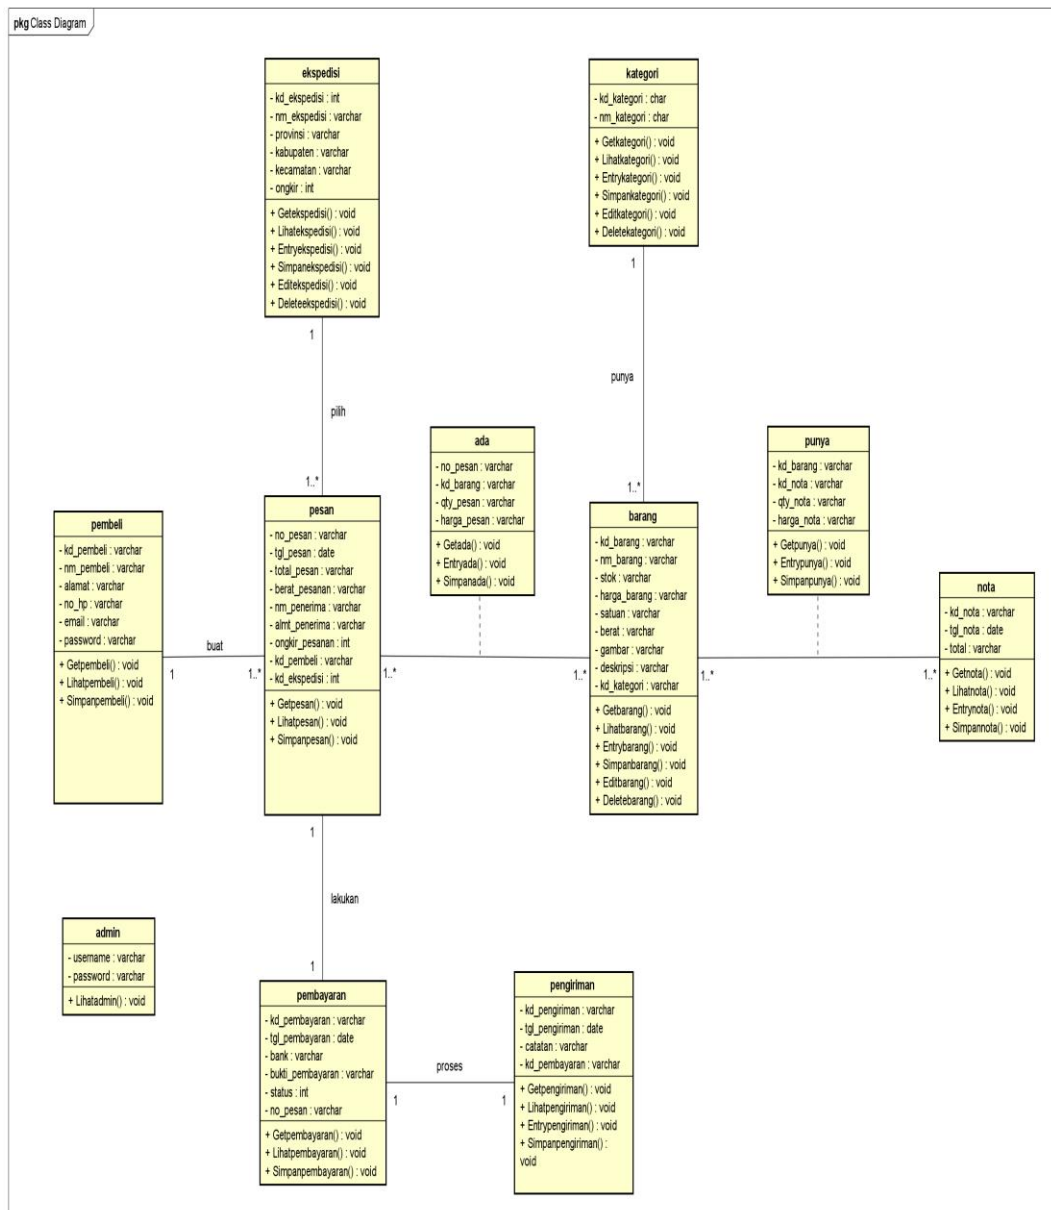 pkg Class Diagram
ekspedisi
- kd_ekspedisi : int
- nm_ekspedisi : varchar
- provinsi : varchar
- kabupaten : varchar
- kecamatan : varchar
- ongkir : int
+ Getekspedisi() : void
+ Lihatekspedisi() : void
+ Entryekspedisi() : void
+ Simpanekspedisi() : void
+ Editekspedisi() : void
+ Deleteekspedisi() : void
kategori
- kd_kategori : char
- nm_kategori : char
+ Getkategori() : void
+ Lihatkategori() : void
+ Entrykategori() : void
+ Simpankategori() : void
+ Editkategori() : void
+ Deletekategori() : void
1
pilih
1..*
1
punya
1..*
ada
- no_pesan : varchar
- kd_barang : varchar
- qty_pesan : varchar
- harga_pesan : varchar
+ Getada() : void
+ Entryada() : void
+ Simpanada() : void
punya
- kd_barang : varchar
- kd_nota : varchar
- qty_nota : varchar
- harga_nota : varchar
+ Getpunya() : void
+ Entrypunya() : void
+ Simpanpunya() : void
pembeli
- kd_pembeli : varchar
- nm_pembeli : varchar
- alamat : varchar
- no_hp : varchar
- email : varchar
- password : varchar
+ Getpembeli() : void
+ Lihatpembeli() : void
+ Simpanpembeli() : void
buat
1
1..*
pesan
- no_pesan : varchar
- tgl_pesan : date
- total_pesan : varchar
- berat_pesanan : varchar
- nm_penerima : varchar
- almt_penerima : varchar
- ongkir_pesanan : int
- kd_pembeli : varchar
- kd_ekspedisi : int
+ Getpesan() : void
+ Lihatpesan() : void
+ Simpanpesan() : void
1..*
1..*
barang
- kd_barang : varchar
- nm_barang : varchar
- stok : varchar
- harga_barang : varchar
- satuan : varchar
- berat : varchar
- gambar : varchar
- deskripsi : varchar
- kd_kategori : varchar
+ Getbarang() : void
+ Lihatbarang() : void
+ Entrybarang() : void
+ Simpanbarang() : void
+ Editbarang() : void
+ Deletebarang() : void
1..*
1..*
nota
- kd_nota : varchar
- tgl_nota : date
- total : varchar
+ Getnota() : void
+ Lihatnota() : void
+ Entrynota() : void
+ Simpannota() : void
1
lakukan
1
admin
- username : varchar
- password : varchar
+ Lihatadmin() : void
pembayaran
- kd_pembayaran : varchar
- tgl_pembayaran : date
- bank : varchar
- bukti_pembayaran : varchar
- status : int
- no_pesan : varchar
+ Getpembayaran() : void
+ Lihatpembayaran() : void
+ Simpanpembayaran() : void
proses
1
1
pengiriman
- kd_pengiriman : varchar
- tgl_pengiriman : date
- catatan : varchar
- kd_pembayaran : varchar
+ Getpengiriman() : void
+ Lihatpengiriman() : void
+ Entrypengiriman() : void
+ Simpanpengiriman() :
void